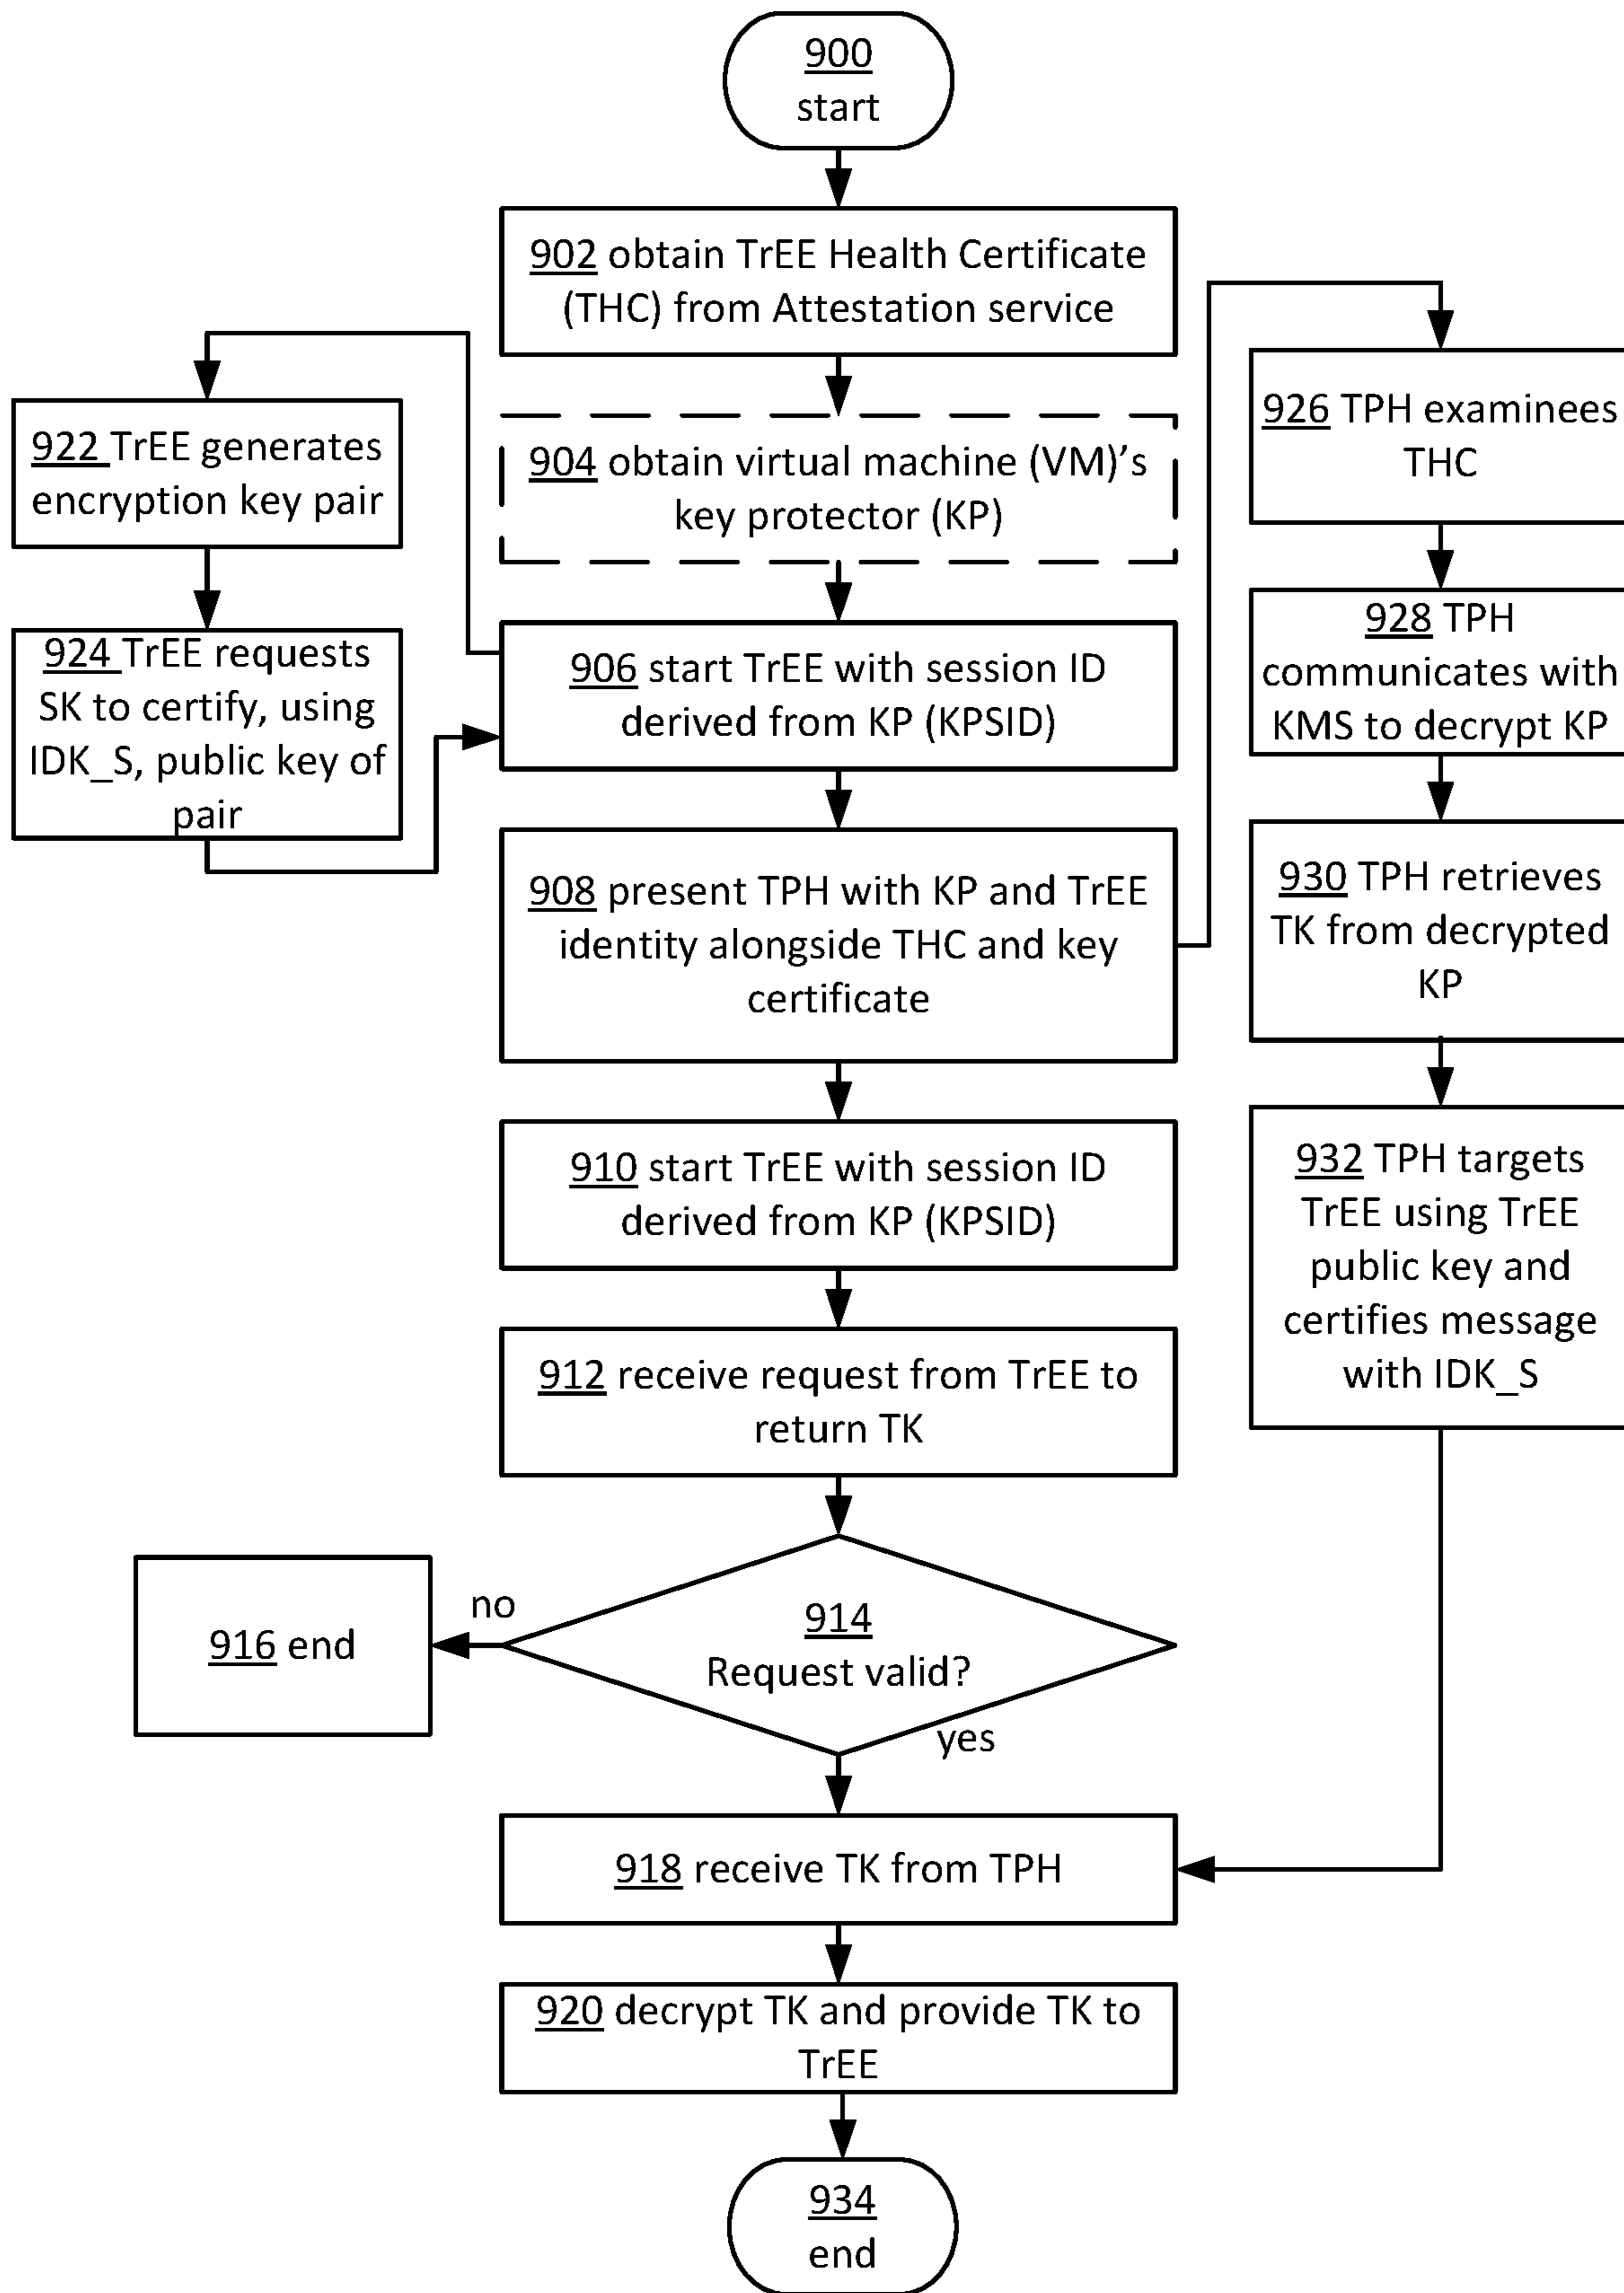 900
start
902 obtain TrEE Health Certificate
(THC) from Attestation service
904 obtain virtual machine (VM)'s
key protector (KP)
906 start TrEE with session ID
derived from KP (KPSID)
922 TrEE generates
encryption key pair
924 TrEE requests
SK to certify, using
IDK_S, public key of
pair
908 present TPH with KP and TrEE
identity alongside THC and key
certificate
926 TPH examinees
THC
928 TPH
communicates with
KMS to decrypt KP
930 TPH retrieves
TK from decrypted
KP
932 TPH targets
TrEE using TrEE
public key and
certifies message
with IDK_S
910 start TrEE with session ID
derived from KP (KPSID)
912 receive request from TrEE to
return TK
914
Request valid?
no
916 end
yes
918 receive TK from TPH
920 decrypt TK and provide TK to
TrEE
934
end